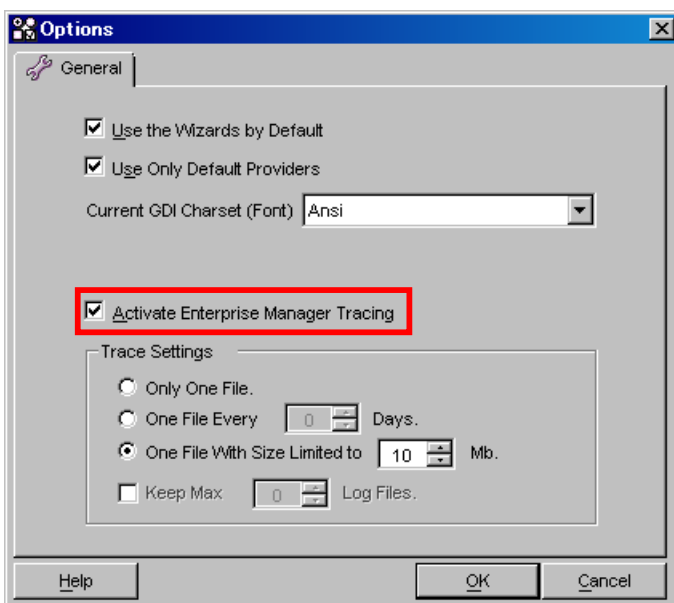 Options
General
Use the Wizards by Default
Use Only Default Providers
Current GDI Charset (Font) Ansi
Activate Enterprise Manager Tracing
Trace Settings
Only One File.
One File Every 0 Days.
One File With Size Limited to 10 Mb.
Keep Max 0 Log Files.
Help OK Cancel